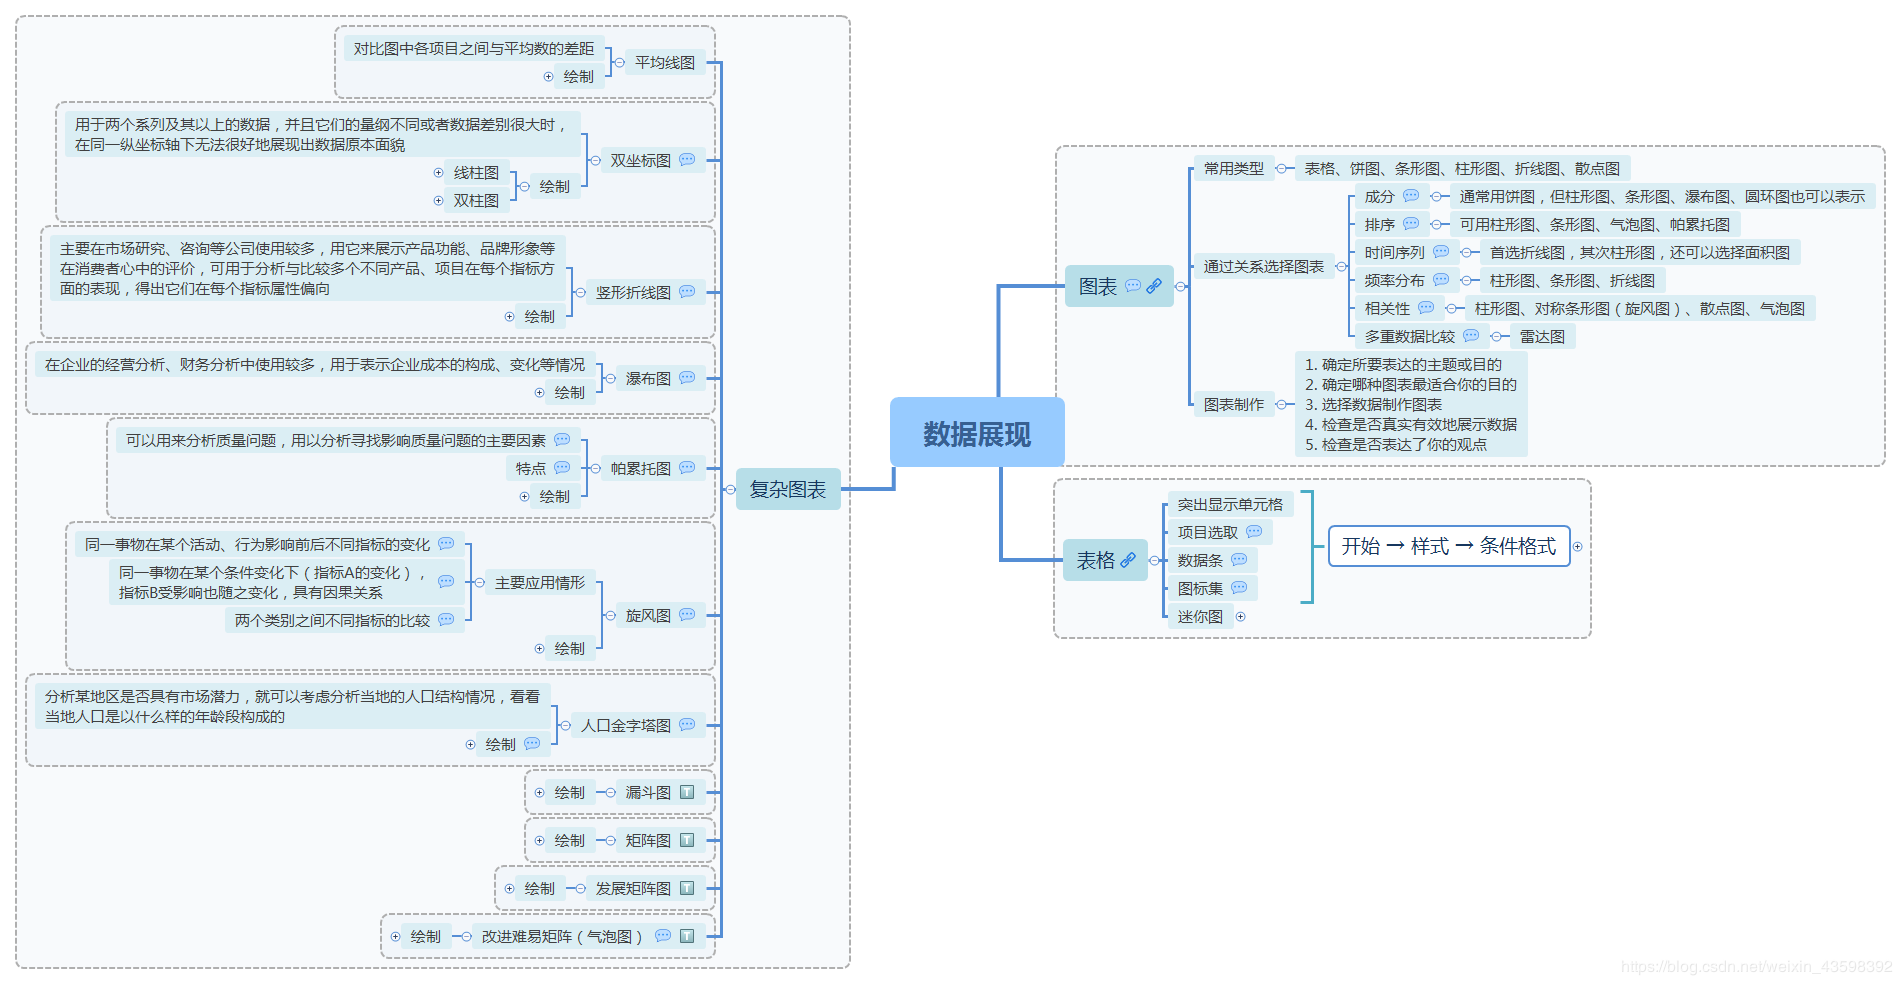 数据展现
图表
常用类型
表格、饼图、条形图、柱形图、折线图、散点图
通过关系选择图表
成分
通常用饼图，但柱形图、条形图、瀑布图、圆环图也可以表示
排序
可用柱形图、条形图、气泡图、帕累托图
时间序列
首选折线图，其次柱形图，还可以选择面积图
频率分布
柱形图、条形图、折线图
相关性
柱形图、对称条形图（旋风图）、散点图、气泡图
多重数据比较
雷达图
图表制作
1. 确定所要表达的主题或目的
2. 确定哪种图表最适合你的目的
3. 选择数据制作图表
4. 检查是否真实有效地展示数据
5. 检查是否表达了你的观点
表格
突出显示单元格
项目选取
数据条
图标集
迷你图
开始 → 样式 → 条件格式
复杂图表
平均线图
对比图中各项目之间与平均数的差距
绘制
双坐标图
用于两个系列及其以上的数据，并且它们的量纲不同或者数据差别很大时，
在同一纵坐标轴下无法很好地展现出数据原本面貌
绘制
线柱图
双柱图
竖形折线图
主要在市场研究、咨询等公司使用较多，用它来展示产品功能、品牌形象等
在消费者心中的评价，可用于分析与比较多个不同产品、项目在每个指标方
面的表现，得出它们在每个指标属性偏向
绘制
瀑布图
在企业的经营分析、财务分析中使用较多，用于表示企业成本的构成、变化等情况
绘制
帕累托图
可以用来分析质量问题，用以分析寻找影响质量问题的主要因素
特点
绘制
旋风图
主要应用情形
同一事物在某个活动、行为影响前后不同指标的变化
同一事物在某个条件变化下（指标A的变化），
指标B受影响也随之变化，具有因果关系
两个类别之间不同指标的比较
绘制
人口金字塔图
分析某地区是否具有市场潜力，就可以考虑分析当地的人口结构情况，看看
当地人口是以什么样的年龄段构成的
绘制
漏斗图
绘制
矩阵图
绘制
发展矩阵图
绘制
改进难易矩阵（气泡图）
绘制
https://blog.csdn.net/weixin_43598392